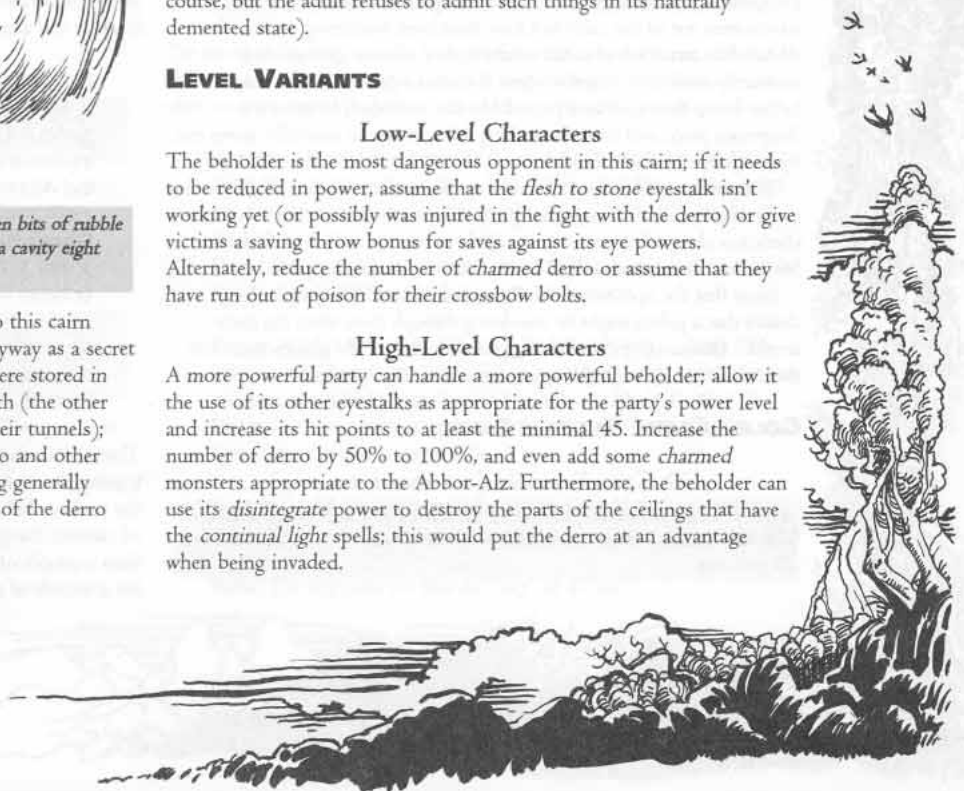 en bits of rubble
a cavity eight
o this cairn
yway as a secret
ere stored in
th (the other
eir tunnels);
o and other
g generally
of the derro
course, but the adult refuses to admit such things in its naturally
demented state).
LEVEL VARIANTS
Low-Level Characters
The beholder is the most dangerous opponent in this cairn; if it needs
to be reduced in power, assume that the flesh to stone eyestalk isn't
working yet (or possibly was injured in the fight with the derro) or give
victims a saving throw bonus for saves against its eye powers.
Alternately, reduce the number of charmed derro or assume that they
have run out of poison for their crossbow bolts.
High-Level Characters
A more powerful party can handle a more powerful beholder; allow it
the use of its other eyestalks as appropriate for the party's power level
and increase its hit points to at least the minimal 45. Increase the
number of derro by 50% to 100%, and even add some charmed
monsters appropriate to the Abbor-Alz. Furthermore, the beholder can
use its disintegrate power to destroy the parts of the ceilings that have
the continual light spells; this would put the derro at an advantage
when being invaded.